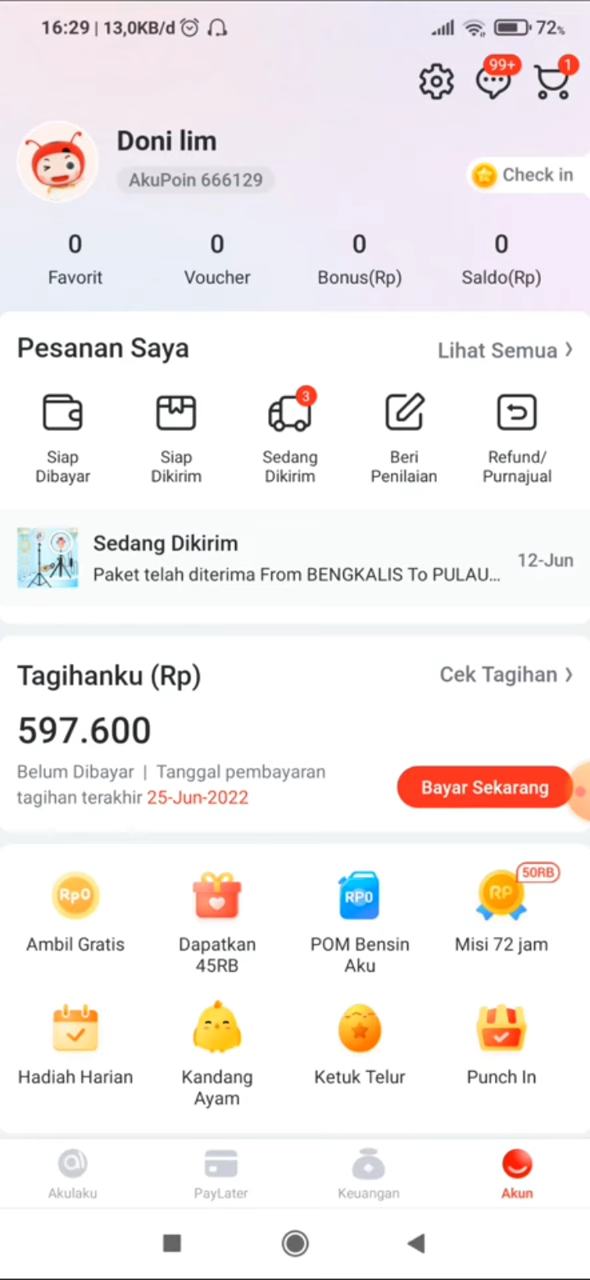 16:29 | 13,0KB/d
72%
99+
1
Doni lim
AkuPoin 666129
Check in
0 0 0 0
Favorit Voucher Bonus(Rp) Saldo(Rp)
Pesanan Saya
Lihat Semua
3
Siap Dibayar
Siap Dikirim
Sedang Dikirim
Beri Penilaian
Refund/ Purnajual
Sedang Dikirim
Paket telah diterima From BENGKALIS To PULAU...
12-Jun
Tagihanku (Rp)
Cek Tagihan
597.600
Belum Dibayar | Tanggal pembayaran
tagihan terakhir 25-Jun-2022
Bayar Sekarang
Rp0
RP0
RP
50RB
Ambil Gratis
Dapatkan 45RB
POM Bensin Aku
Misi 72 jam
Hadiah Harian
Kandang Ayam
Ketuk Telur
Punch In
Akulaku PayLater Keuangan Akun